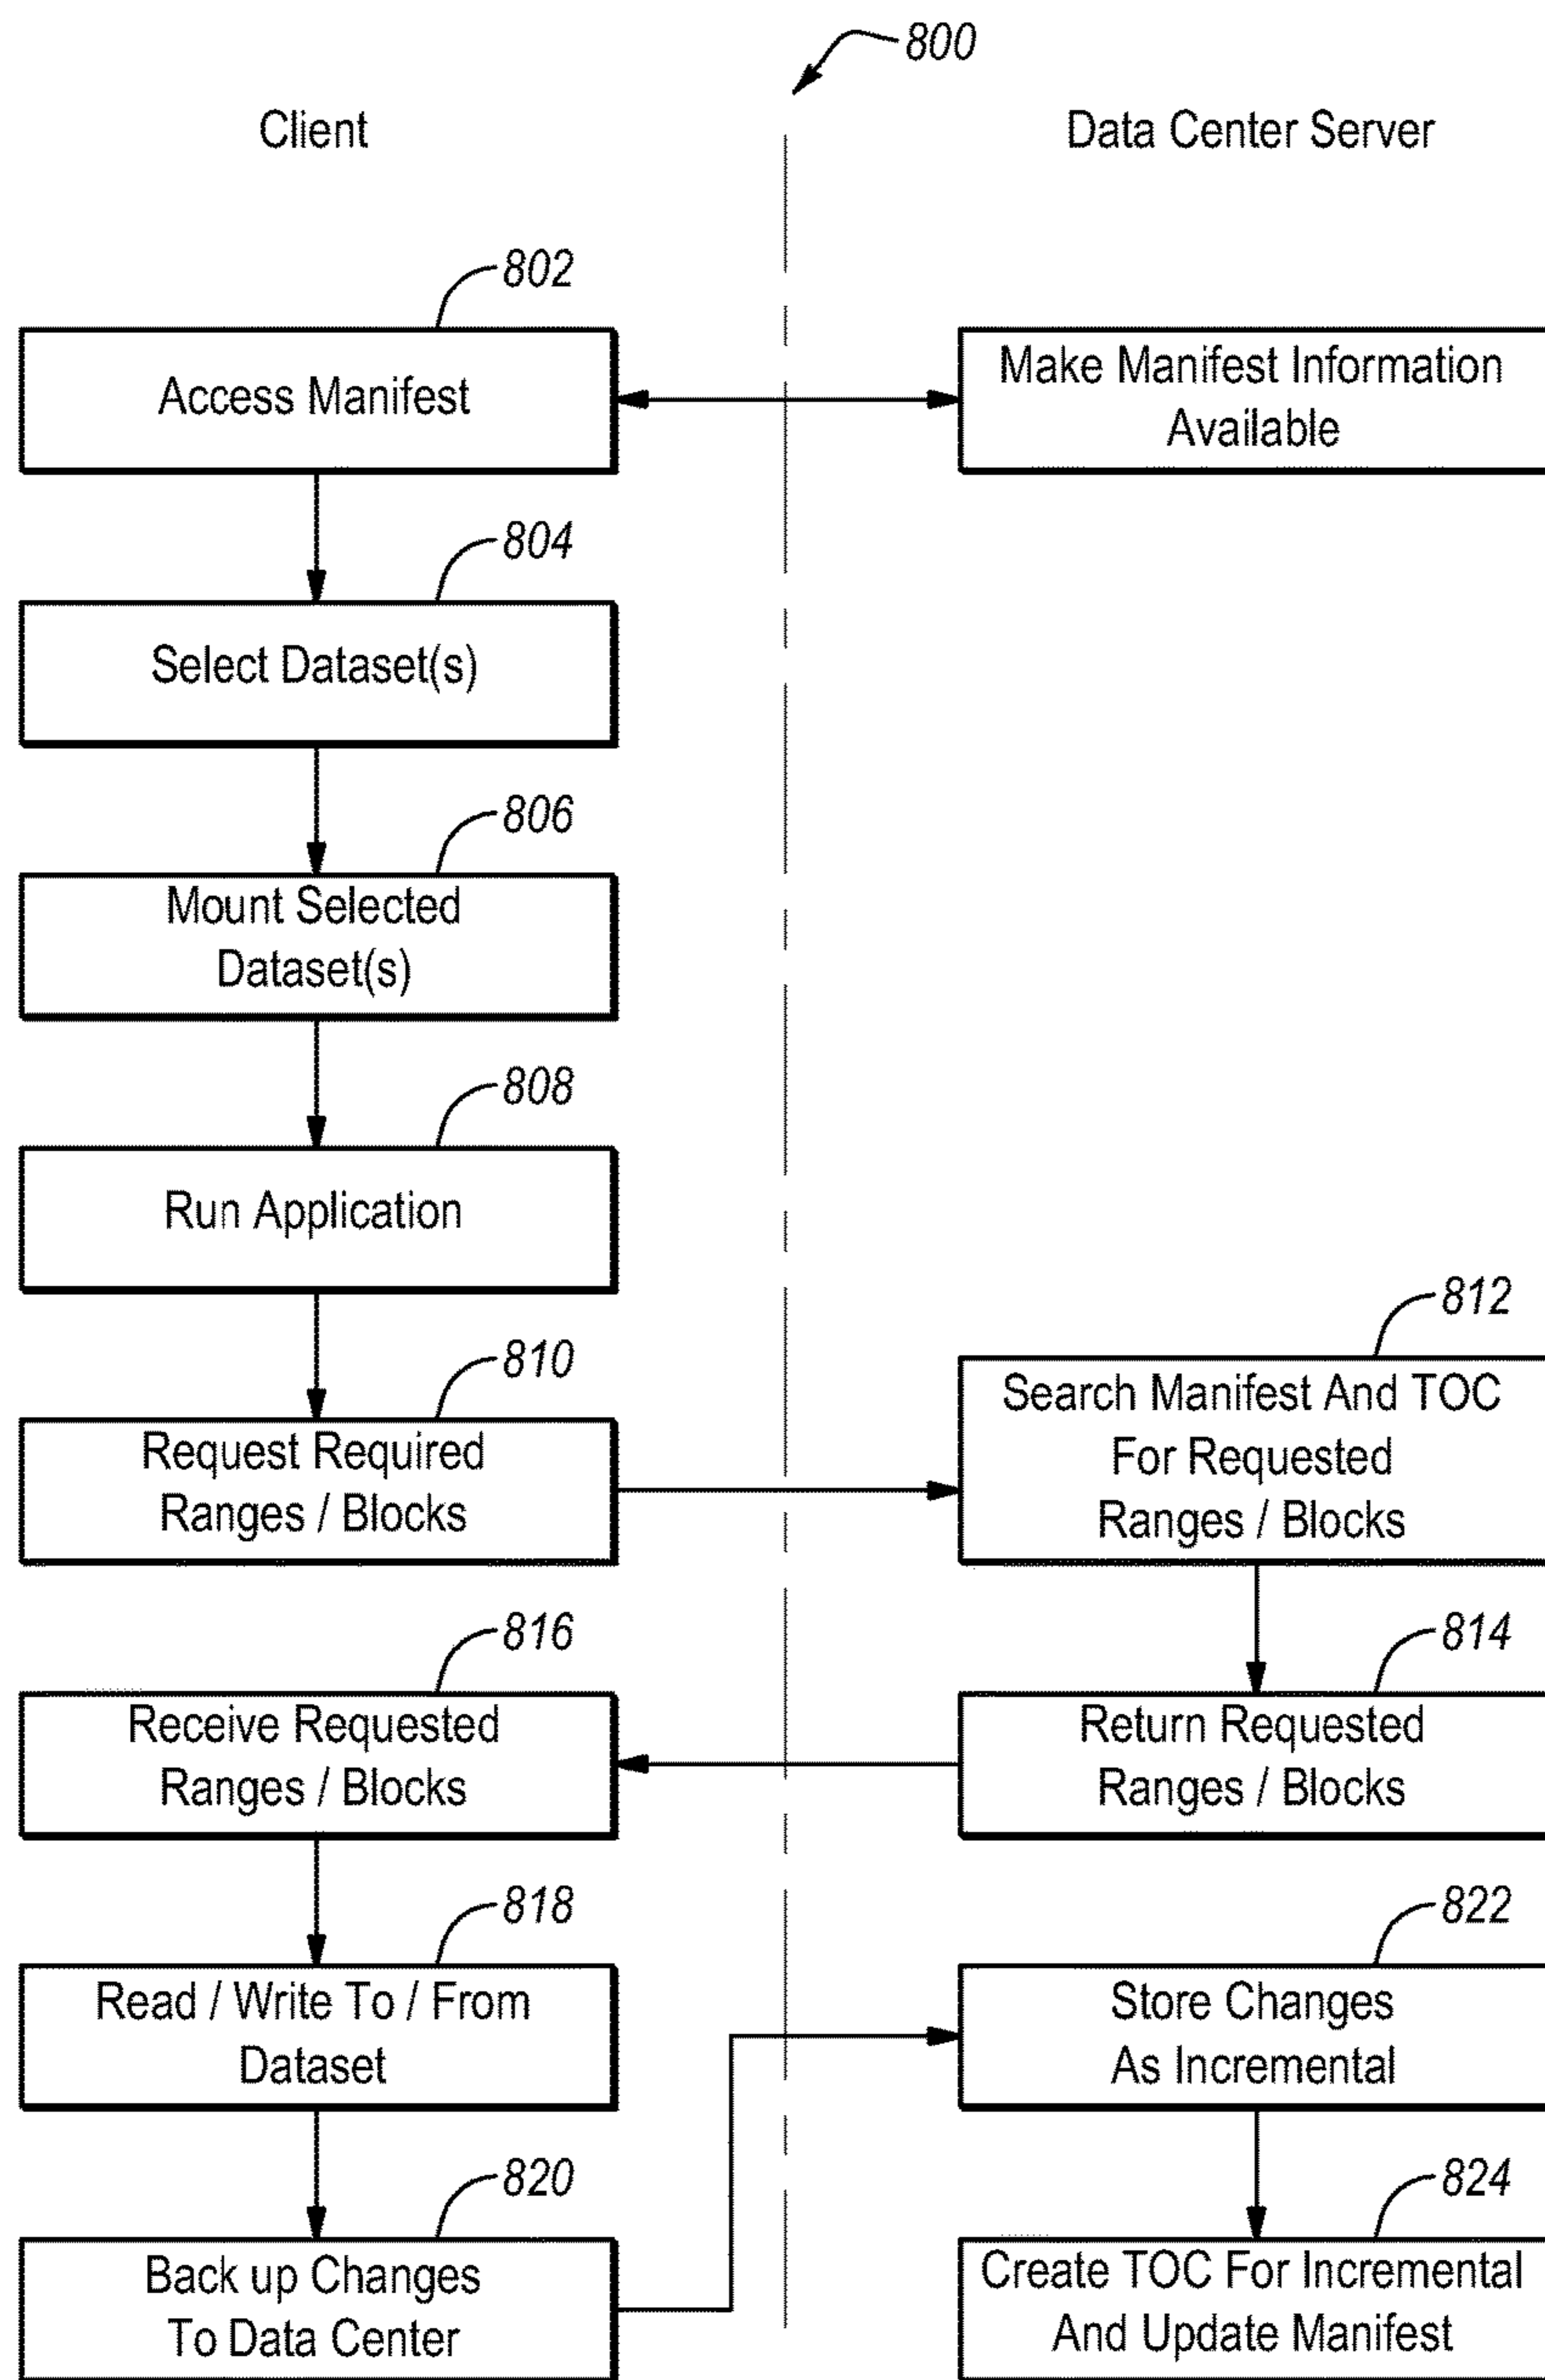 800
Client
Data Center Server
802
Access Manifest
Make Manifest Information
Available
804
Select Dataset(s)
806
Mount Selected
Dataset(s)
808
Run Application
810
Request Required
Ranges / Blocks
812
Search Manifest And TOC
For Requested
Ranges / Blocks
814
Return Requested
Ranges / Blocks
816
Receive Requested
Ranges / Blocks
818
Read / Write To / From
Dataset
820
Back up Changes
To Data Center
822
Store Changes
As Incremental
824
Create TOC For Incremental
And Update Manifest